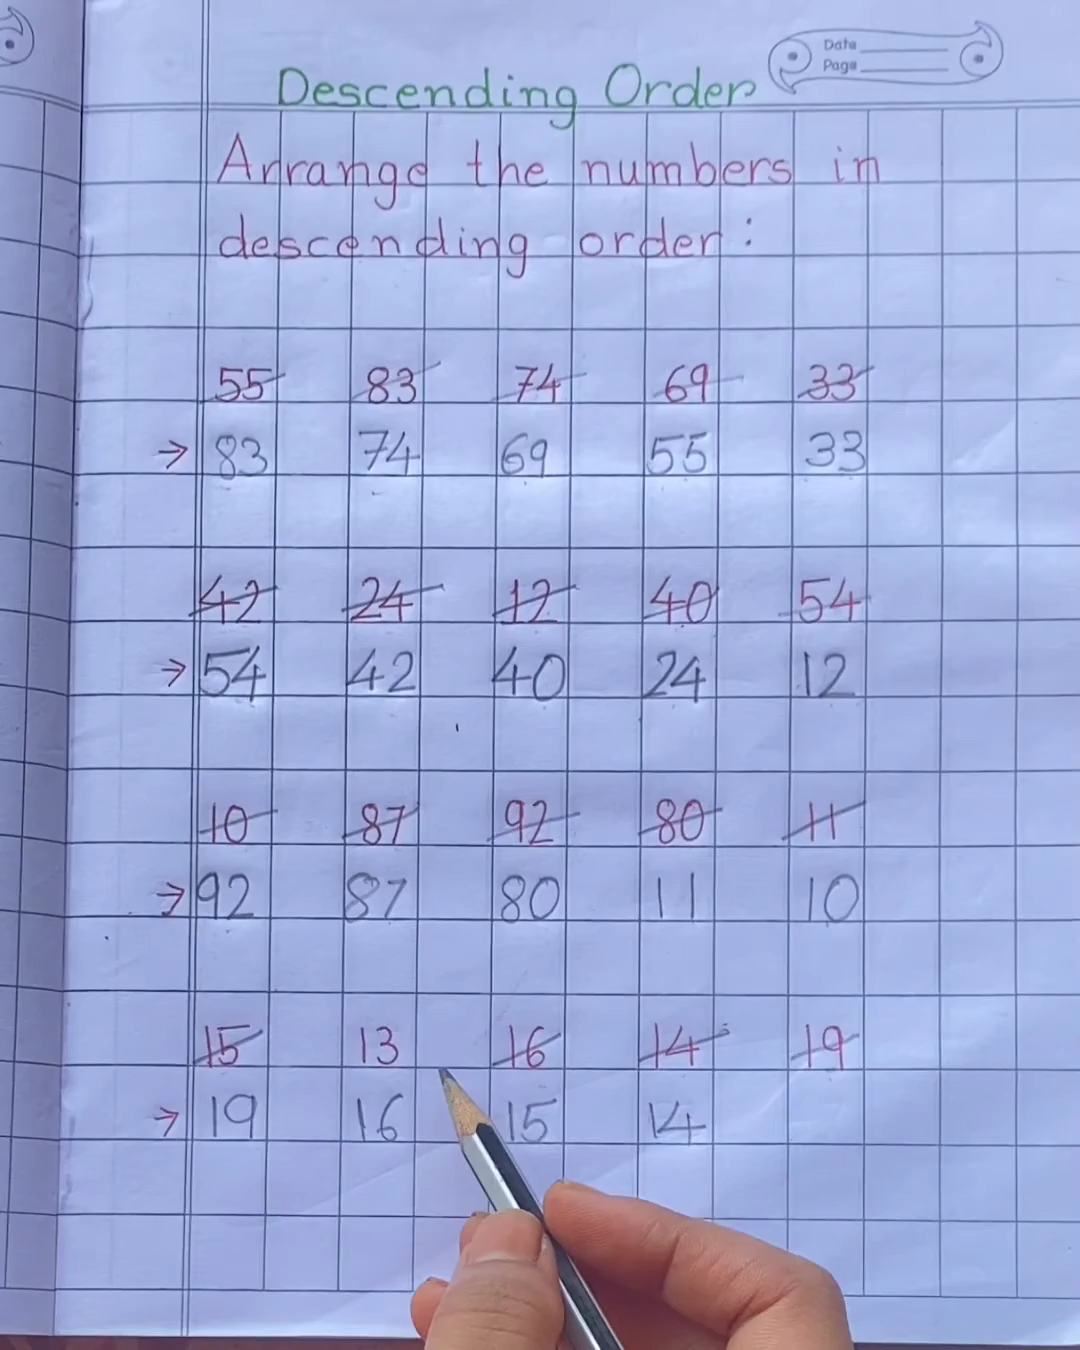 Date
Page
Descending Order
Arrange the numbers in
descending order:
55 83 74 69 33
→ 83 74 69 55 33
42 24 12 40 54
→ 54 42 40 24 12
10 87 92 80 11
→ 92 87 80 11 10
15 13 16 14 19
→ 19 16 15 14